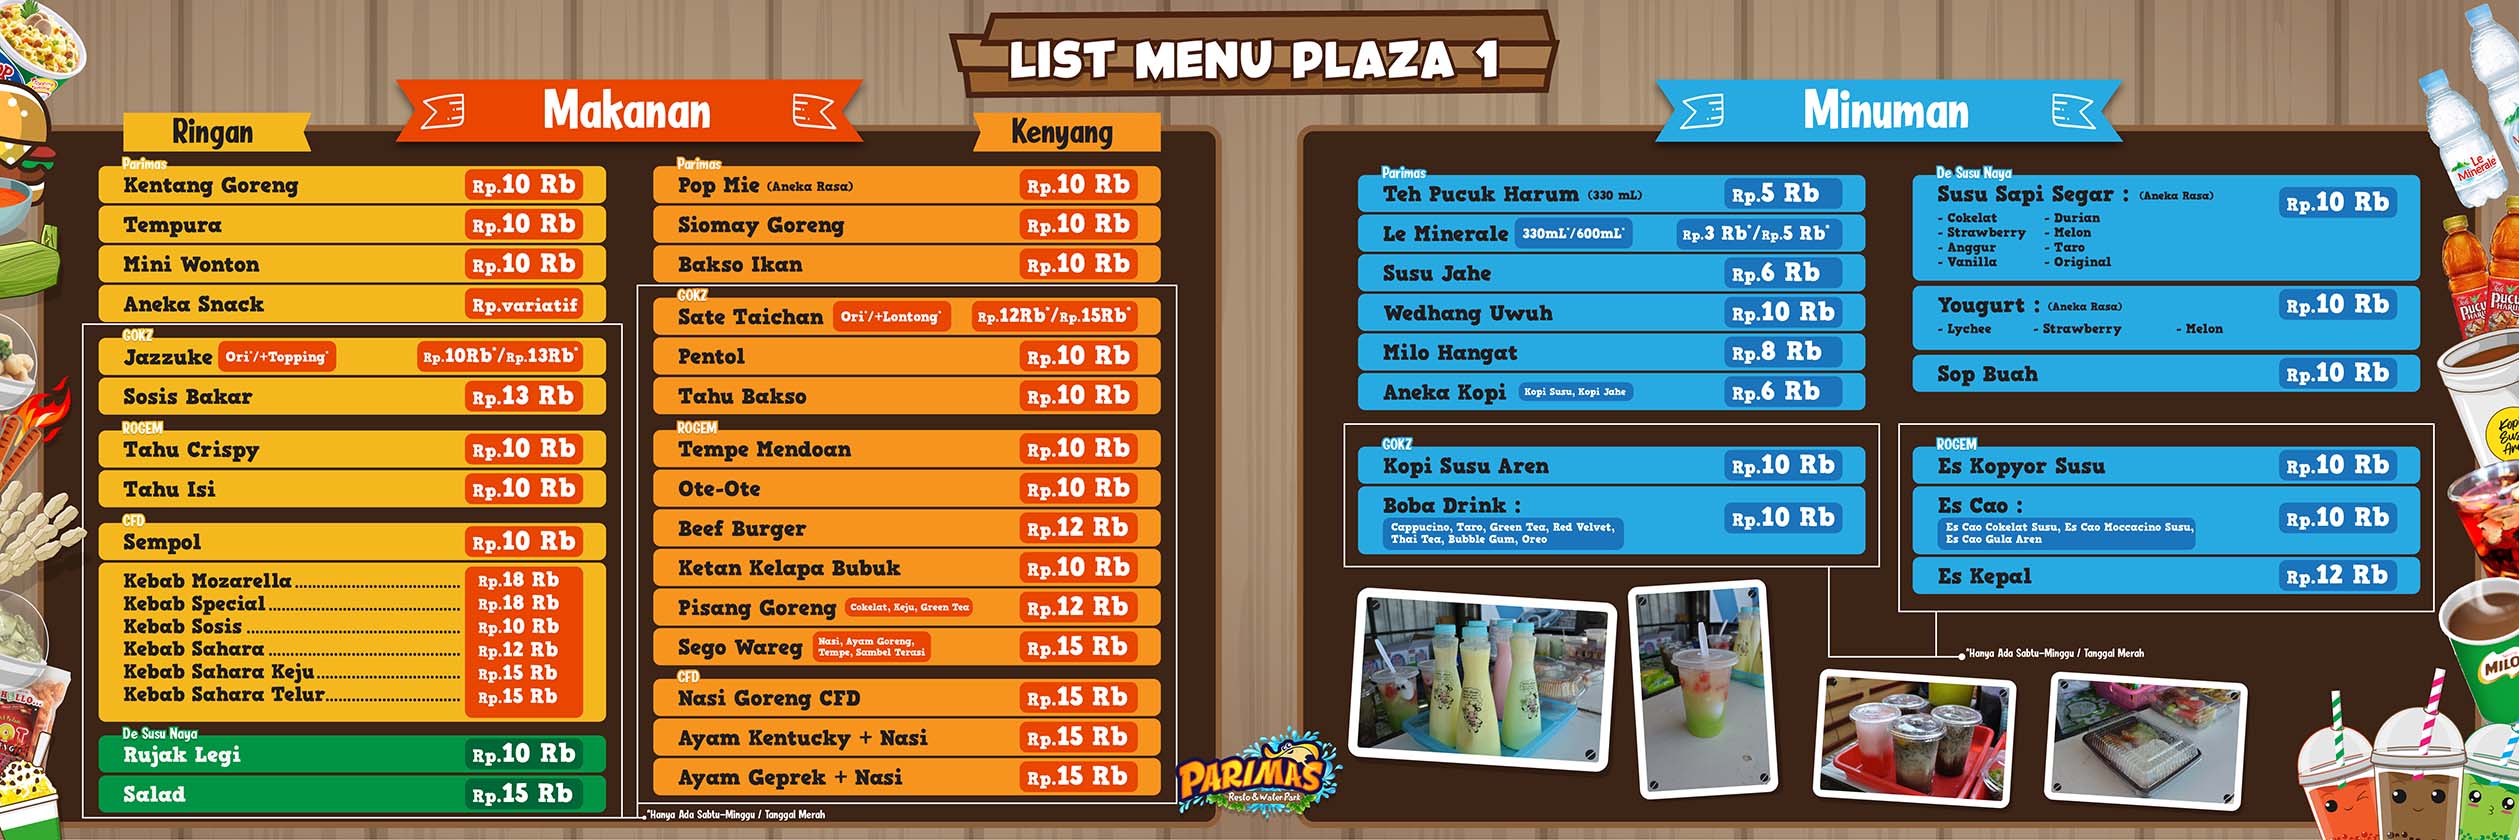 LIST MENU PLAZA 1
Makanan
Ringan
Parimas
Kentang Goreng Rp.10 Rb
Tempura Rp.10 Rb
Mini Wonton Rp.10 Rb
Aneka Snack Rp.variatif
GOKZ
Jazzuke Ori*/+Topping* Rp.10Rb*/Rp.13Rb*
Sosis Bakar Rp.13 Rb
ROGEM
Tahu Crispy Rp.10 Rb
Tahu Isi Rp.10 Rb
CFD
Sempol Rp.10 Rb
Kebab Mozarella Rp.18 Rb
Kebab Special Rp.18 Rb
Kebab Sosis Rp.10 Rb
Kebab Sahara Rp.12 Rb
Kebab Sahara Keju Rp.15 Rb
Kebab Sahara Telur Rp.15 Rb
De Susu Naya
Rujak Legi Rp.10 Rb
Salad Rp.15 Rb
Kenyang
Parimas
Pop Mie (Aneka Rasa) Rp.10 Rb
Siomay Goreng Rp.10 Rb
Bakso Ikan Rp.10 Rb
GOKZ
Sate Taichan Ori*/+Lontong* Rp.12Rb*/Rp.15Rb*
Pentol Rp.10 Rb
Tahu Bakso Rp.10 Rb
ROGEM
Tempe Mendoan Rp.10 Rb
Ote-Ote Rp.10 Rb
Beef Burger Rp.12 Rb
Ketan Kelapa Bubuk Rp.10 Rb
Pisang Goreng Cokelat, Keju, Green Tea Rp.12 Rb
Sego Wareg Nasi, Ayam Goreng, Rp.15 Rb
Tempe, Sambel Terasi
CFD
Nasi Goreng CFD Rp.15 Rb
Ayam Kentucky + Nasi Rp.15 Rb
Ayam Geprek + Nasi Rp.15 Rb
*Hanya Ada Sabtu-Minggu / Tanggal Merah
PARIMAS
Resto & Water Park
Minuman
Parimas
Teh Pucuk Harum (330 mL) Rp.5 Rb
Le Minerale 330mL*/600mL* Rp.3 Rb*/Rp.5 Rb*
Susu Jahe Rp.6 Rb
Wedhang Uwuh Rp.10 Rb
Milo Hangat Rp.8 Rb
Aneka Kopi Kopi Susu, Kopi Jahe Rp.6 Rb
GOKZ
Kopi Susu Aren Rp.10 Rb
Boba Drink : Rp.10 Rb
Cappucino, Taro, Green Tea, Red Velvet,
Thai Tea, Bubble Gum, Oreo
De Susu Naya
Susu Sapi Segar : (Aneka Rasa) Rp.10 Rb
- Cokelat - Durian
- Strawberry - Melon
- Anggur - Taro
- Vanilla - Original
Yougurt : (Aneka Rasa) Rp.10 Rb
- Lychee - Strawberry - Melon
Sop Buah Rp.10 Rb
ROGEM
Es Kopyor Susu Rp.10 Rb
Es Cao : Rp.10 Rb
Es Cao Cokelat Susu, Es Cao Moccacino Susu,
Es Cao Gula Aren
Es Kepal Rp.12 Rb
*Hanya Ada Sabtu-Minggu / Tanggal Merah
Le
Minerale
MILO